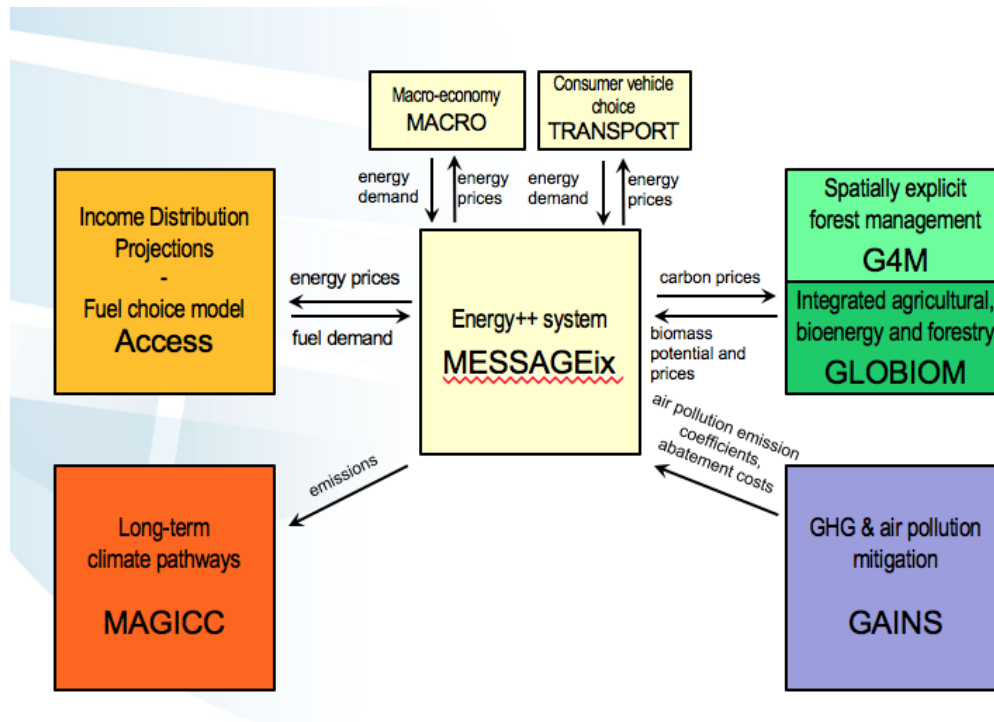 Macro-economy
MACRO
Consumer vehicle
choice
TRANSPORT
energy
demand
energy
prices
energy
demand
energy
prices
Income Distribution
Projections
-
Fuel choice model
Access
energy prices
fuel demand
Energy++ system
MESSAGEix
carbon prices
biomass
potential and
prices
Spatially explicit
forest management
G4M
Integrated agricultural,
bioenergy and forestry
GLOBIOM
air pollution emission
coefficients,
abatement costs
emissions
Long-term
climate pathways
MAGICC
GHG & air pollution
mitigation
GAINS